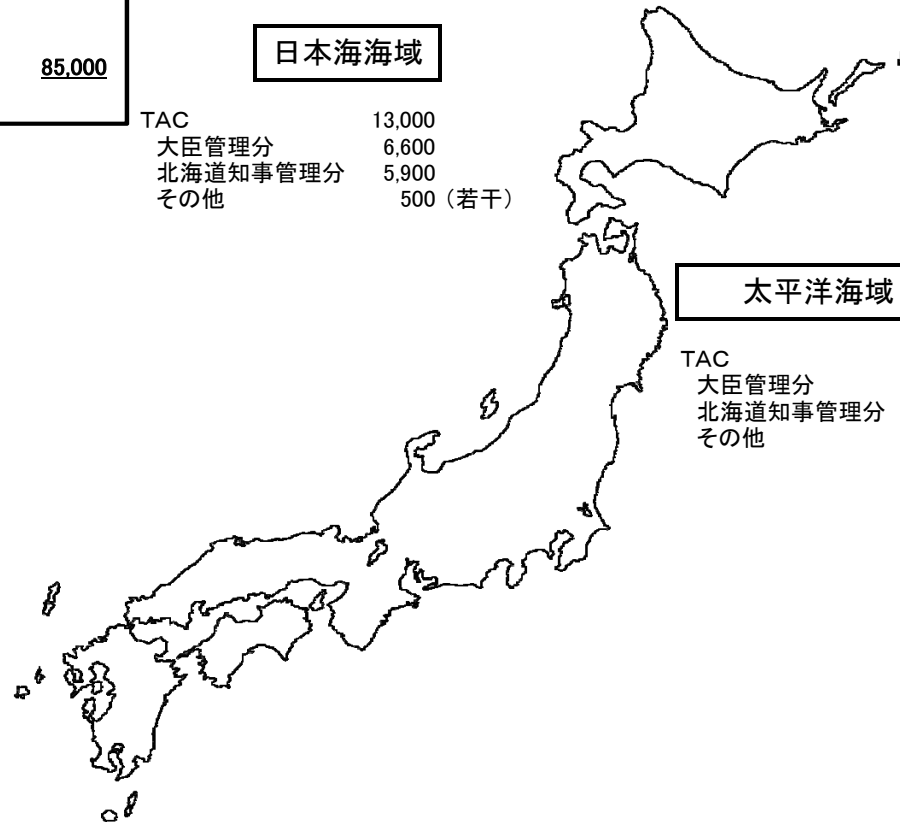 85,000
日本海海域
TAC 13,000
大臣管理分 6,600
北海道知事管理分 5,900
その他 500（若干）
太平洋海域
TAC
大臣管理分
北海道知事管理分
その他